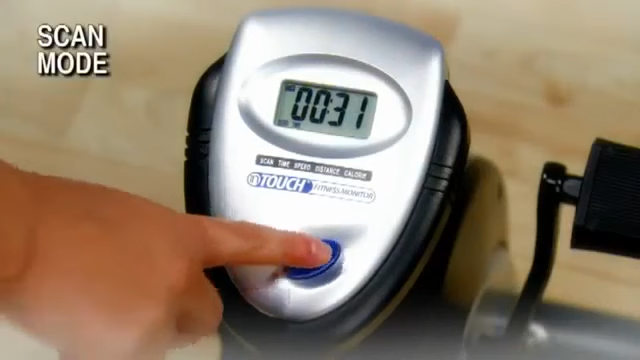 SCAN
MODE
00:31
SCAN TIME SPEED DISTANCE CALORIE
1 TOUCH FITNESS MONITOR